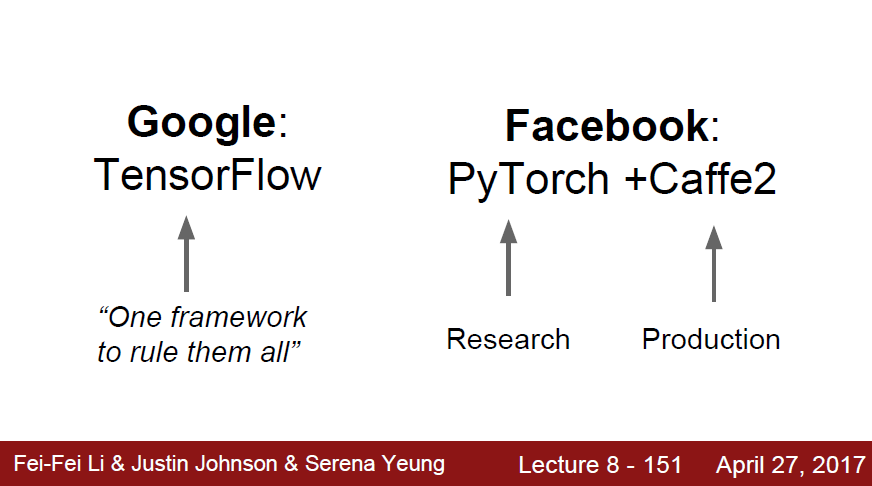 Google:
TensorFlow
“One framework
to rule them all”
Facebook:
PyTorch +Caffe2
Research
Production
Fei-Fei Li & Justin Johnson & Serena Yeung
Lecture 8 - 151
April 27, 2017